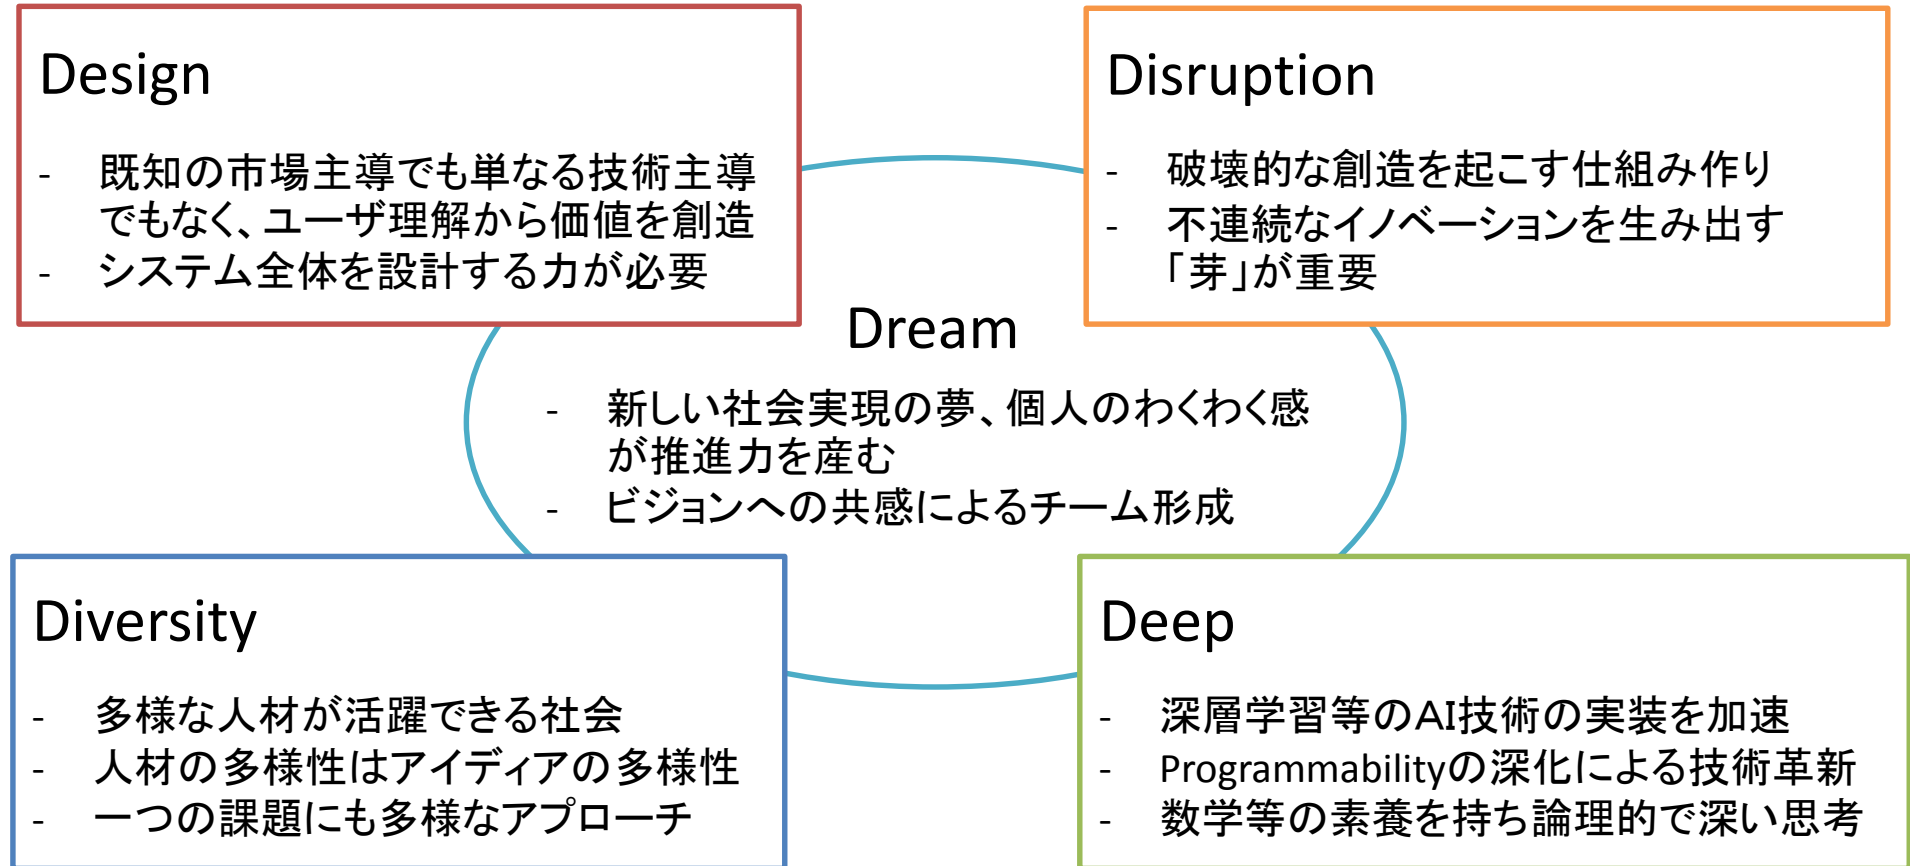 Design
- 既知の市場主導でも単なる技術主導
でもなく、ユーザ理解から価値を創造
- システム全体を設計する力が必要
Disruption
- 破壊的な創造を起こす仕組み作り
- 不連続なイノベーションを生み出す
「芽」が重要
Dream
- 新しい社会実現の夢、個人のわくわく感
が推進力を産む
- ビジョンへの共感によるチーム形成
Diversity
- 多様な人材が活躍できる社会
- 人材の多様性はアイディアの多様性
- 一つの課題にも多様なアプローチ
Deep
- 深層学習等のAI技術の実装を加速
- Programmabilityの深化による技術革新
- 数学等の素養を持ち論理的で深い思考